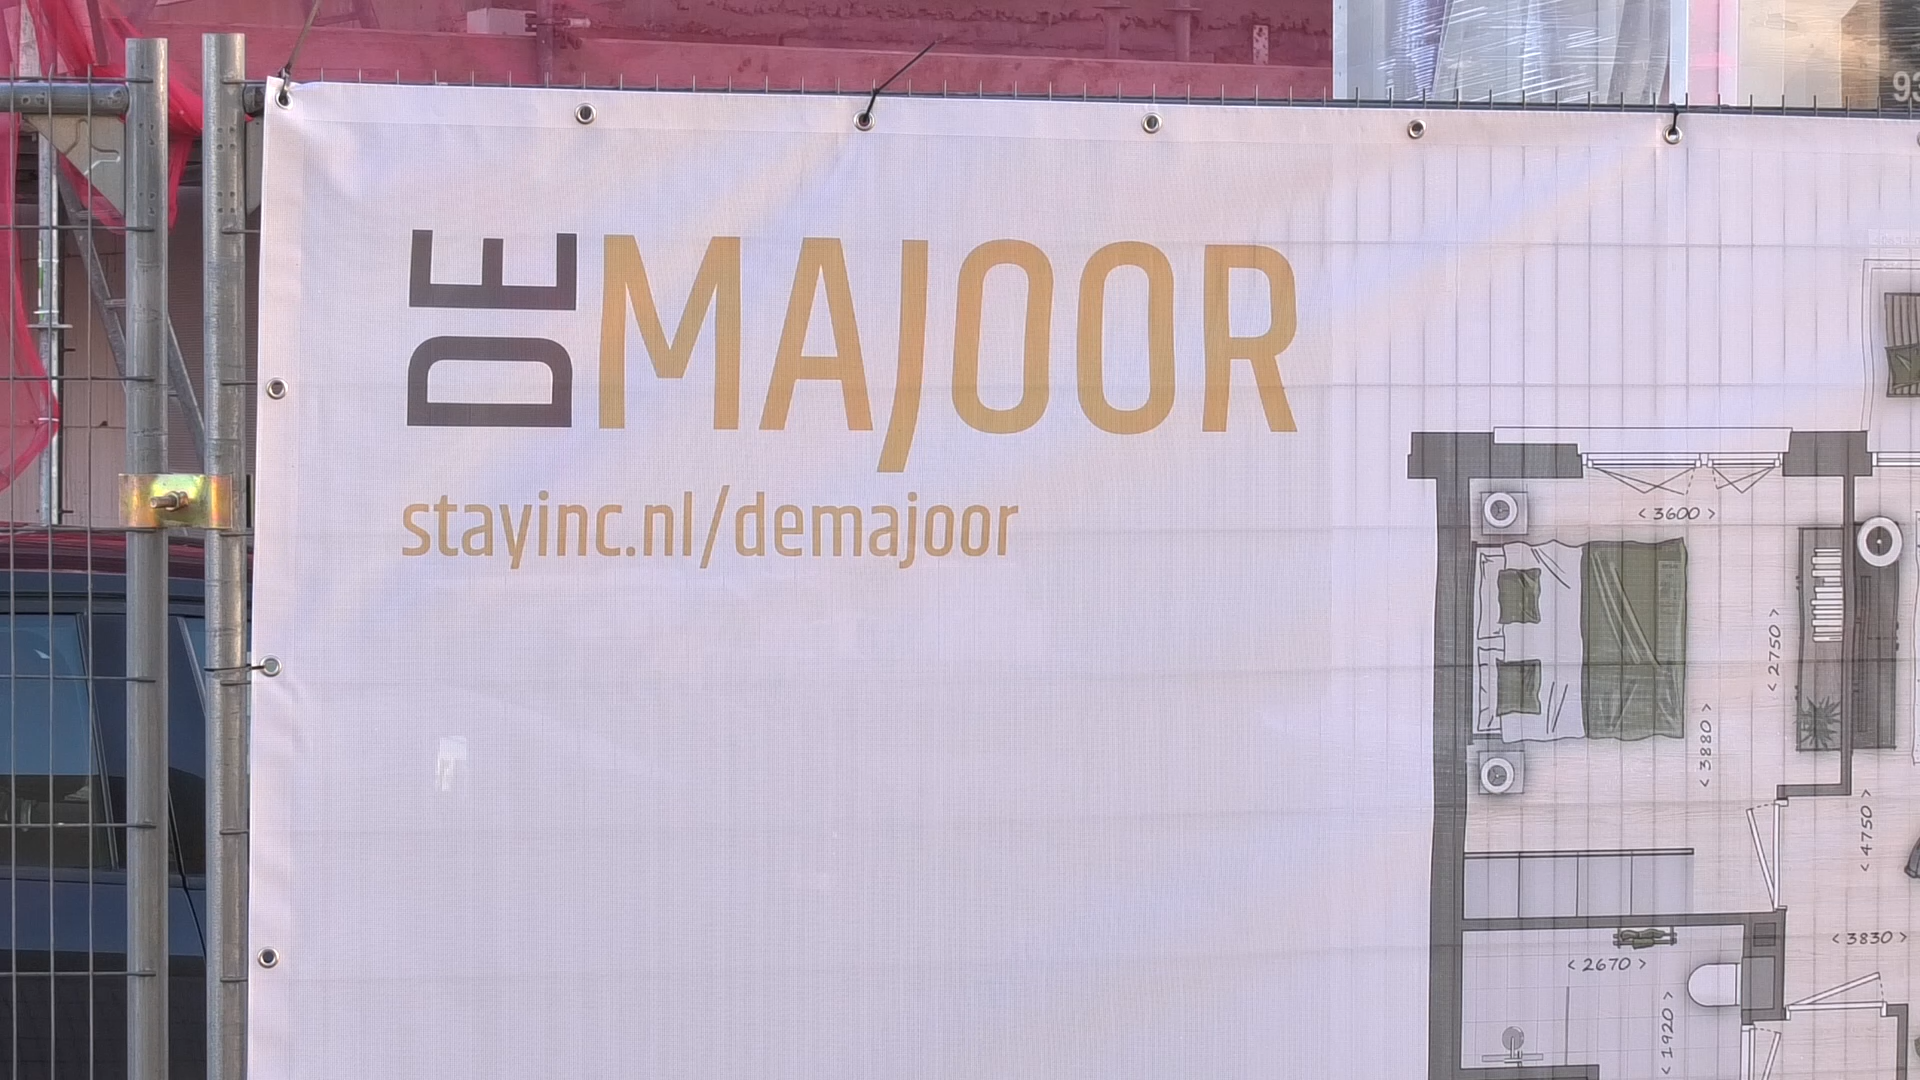 93
DE MAJOOR
stayinc.nl/demajoor
< 3600 >
< 2750 >
< 3880 >
< 4750 >
< 3830 >
< 2670 >
< 1920 >